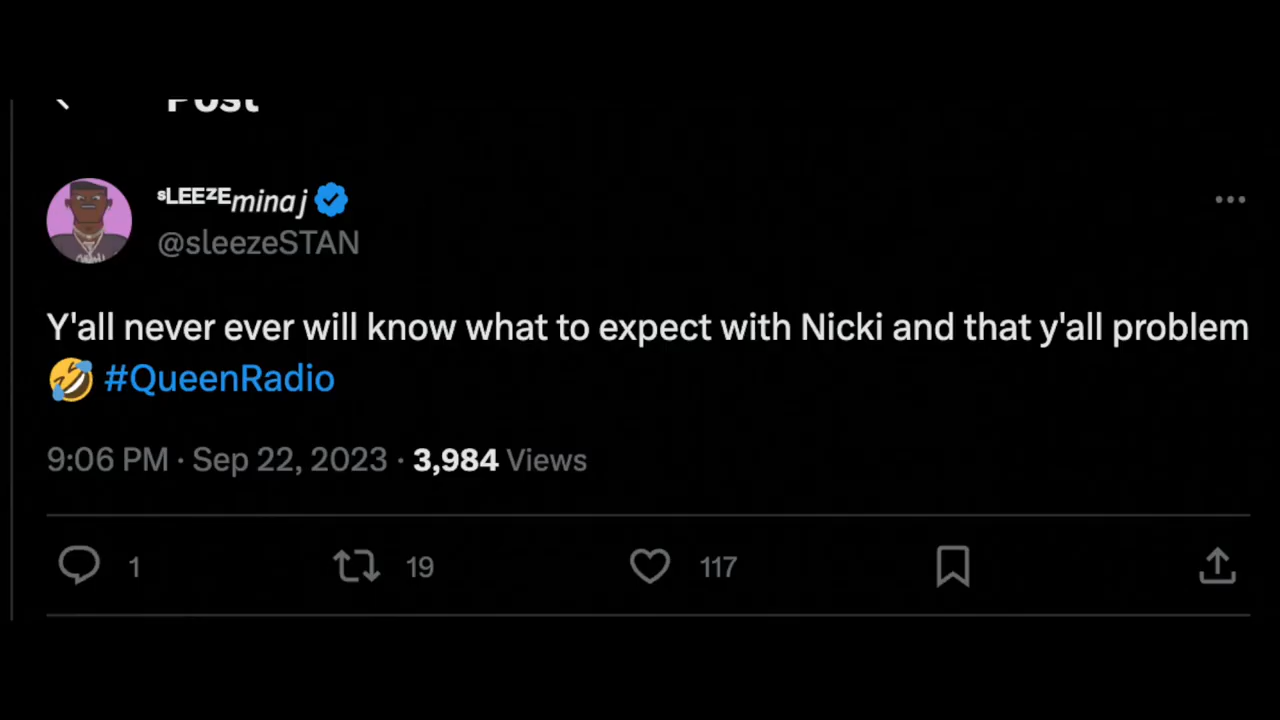 Post
ˢLEEᶻEminaj
@sleezeSTAN
Y'all never ever will know what to expect with Nicki and that y'all problem
🤣 #QueenRadio
9:06 PM · Sep 22, 2023 · 3,984 Views
1 19 117